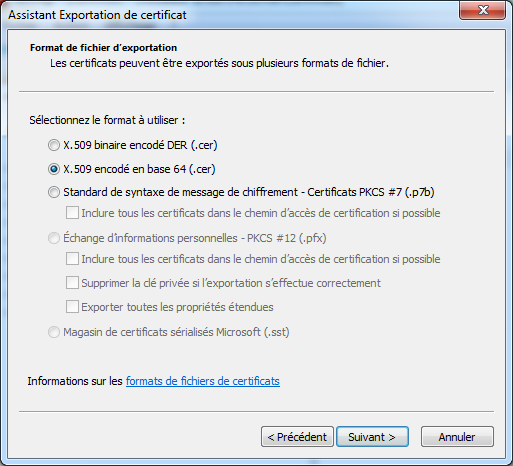 Assistant Exportation de certificat
Format de fichier d'exportation
Les certificats peuvent être exportés sous plusieurs formats de fichier.
Sélectionnez le format à utiliser :
X.509 binaire encodé DER (.cer)
X.509 encodé en base 64 (.cer)
Standard de syntaxe de message de chiffrement - Certificats PKCS #7 (.p7b)
Inclure tous les certificats dans le chemin d'accès de certification si possible
Échange d'informations personnelles - PKCS #12 (.pfx)
Inclure tous les certificats dans le chemin d'accès de certification si possible
Supprimer la clé privée si l'exportation s'effectue correctement
Exporter toutes les propriétés étendues
Magasin de certificats sérialisés Microsoft (.sst)
Informations sur les formats de fichiers de certificats
< Précédent Suivant > Annuler